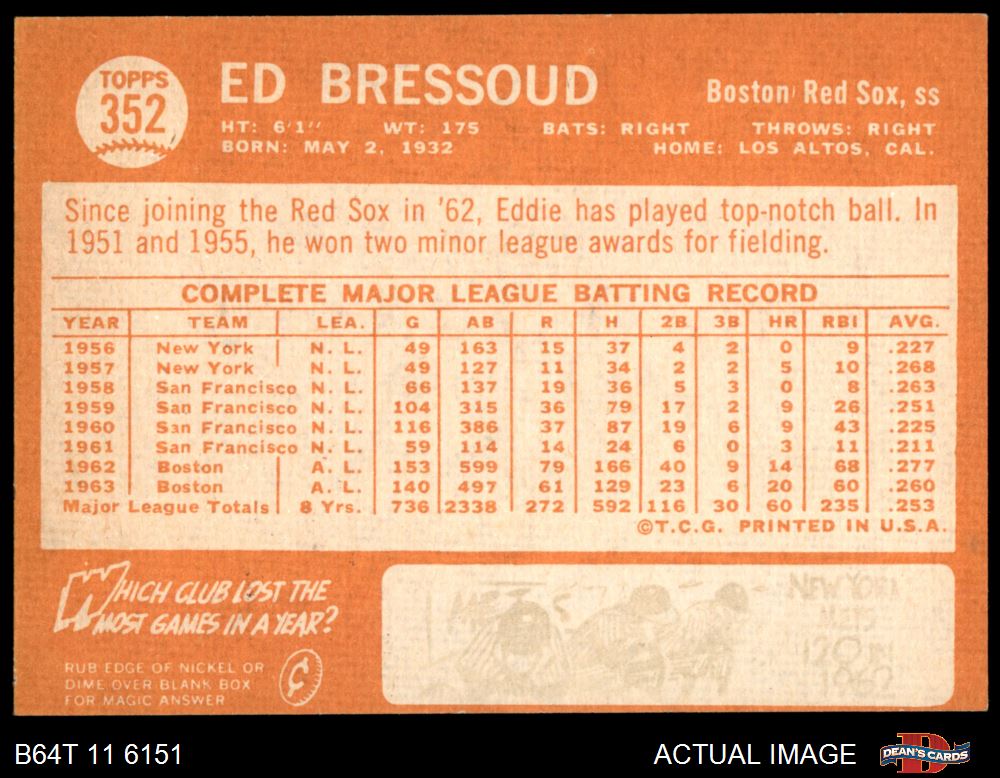 TOPPS
352
ED BRESSOUD
Boston Red Sox, ss
HT: 6'1" WT: 175 BATS: RIGHT THROWS: RIGHT
BORN: MAY 2, 1932 HOME: LOS ALTOS, CAL.
Since joining the Red Sox in '62, Eddie has played top-notch ball. In
1951 and 1955, he won two minor league awards for fielding.
COMPLETE MAJOR LEAGUE BATTING RECORD
YEAR TEAM LEA. G AB R H 2B 3B HR RBI AVG.
1956 New York N. L. 49 163 15 37 4 2 0 9 .227
1957 New York N. L. 49 127 11 34 2 2 5 10 .268
1958 San Francisco N. L. 66 137 19 36 5 3 0 8 .263
1959 San Francisco N. L. 104 315 36 79 17 2 9 26 .251
1960 San Francisco N. L. 116 386 37 87 19 6 9 43 .225
1961 San Francisco N. L. 59 114 14 24 6 0 3 11 .211
1962 Boston A. L. 153 599 79 166 40 9 14 68 .277
1963 Boston A. L. 140 497 61 129 23 6 20 60 .260
Major League Totals 8 Yrs. 736 2338 272 592 116 30 60 235 .253
©T.C.G. PRINTED IN U.S.A.
WHICH CLUB LOST THE
MOST GAMES IN A YEAR?
RUB EDGE OF NICKEL OR
DIME OVER BLANK BOX
FOR MAGIC ANSWER
NEW YORK
METS
120 IN
1962
B64T 11 6151
ACTUAL IMAGE
DEAN'S CARDS